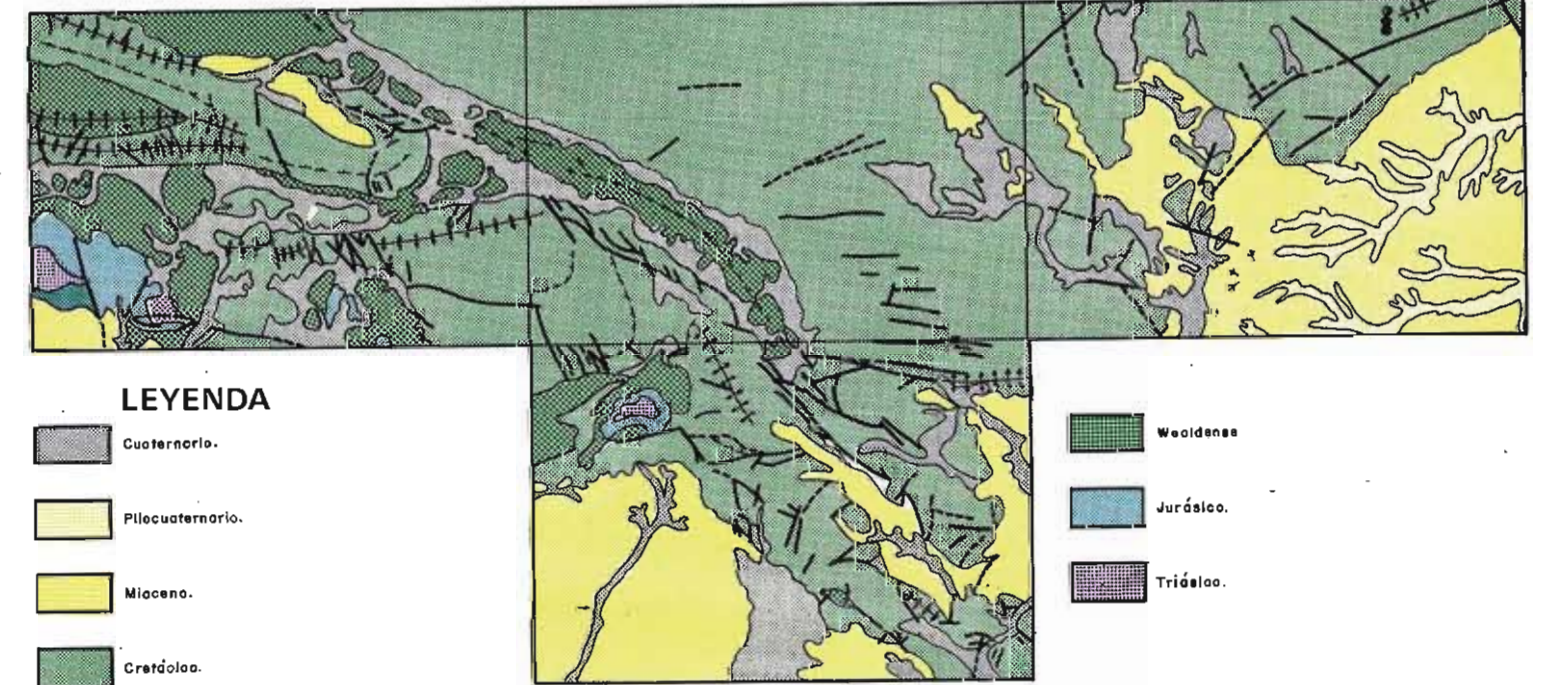 LEYENDA
Cuaternario.
Pliocuaternario.
Mioceno.
Cretácico.
Wealdense
Jurásico.
Triásico.